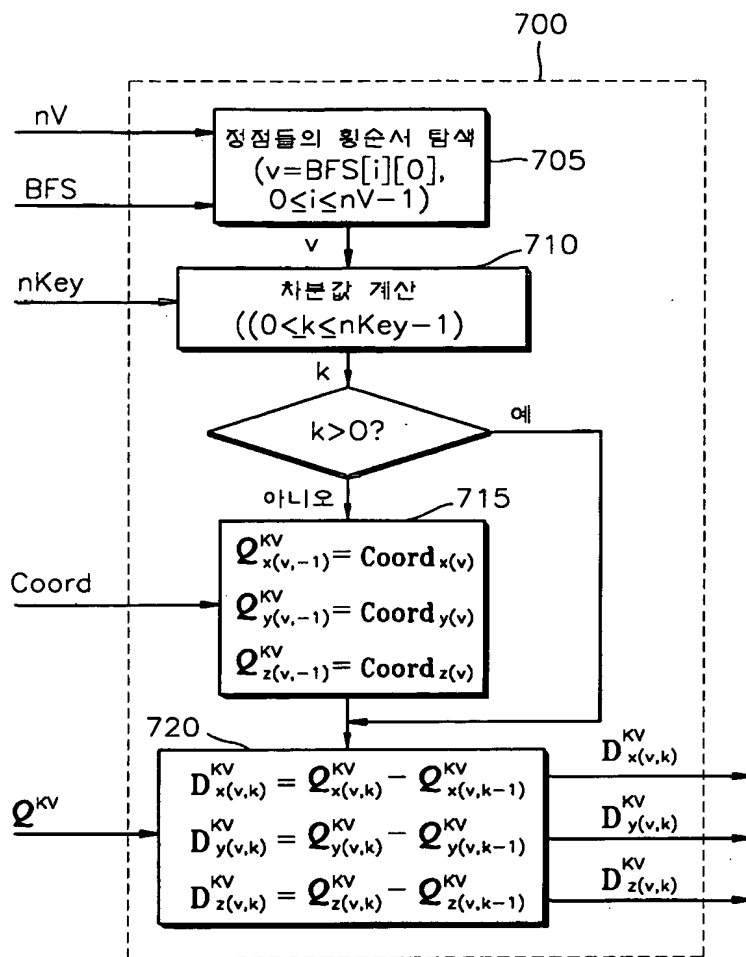 700
nV
정점들의 횡순서 탐색
(v=BFS[i][0],
0≤i≤nV-1)
705
BFS
v
710
nKey
차분값 계산
((0≤k≤nKey-1)
k
k>0?
예
아니오
715
Coord
Q^KV_x(v,-1) = Coord_x(v)
Q^KV_y(v,-1) = Coord_y(v)
Q^KV_z(v,-1) = Coord_z(v)
720
Q^KV
D^KV_x(v,k) = Q^KV_x(v,k) - Q^KV_x(v,k-1)
D^KV_y(v,k) = Q^KV_y(v,k) - Q^KV_y(v,k-1)
D^KV_z(v,k) = Q^KV_z(v,k) - Q^KV_z(v,k-1)
D^KV_x(v,k)
D^KV_y(v,k)
D^KV_z(v,k)